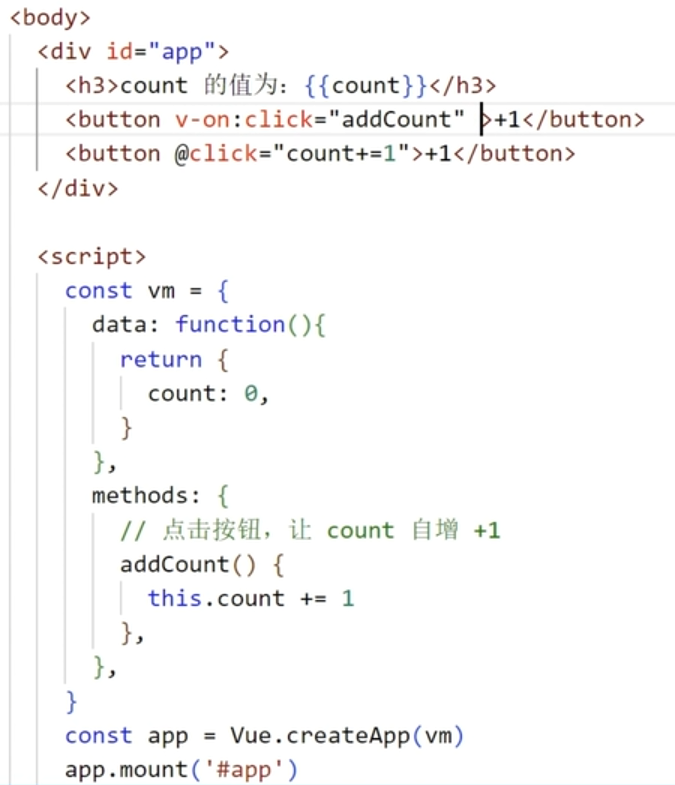 <body>
<div id="app">
<h3>count 的值为：{{count}}</h3>
<button v-on:click="addCount" >+1</button>
<button @click="count+=1">+1</button>
</div>
<script>
const vm = {
data: function(){
return {
count: 0,
}
},
methods: {
// 点击按钮，让 count 自增 +1
addCount() {
this.count += 1
},
},
}
const app = Vue.createApp(vm)
app.mount('#app')